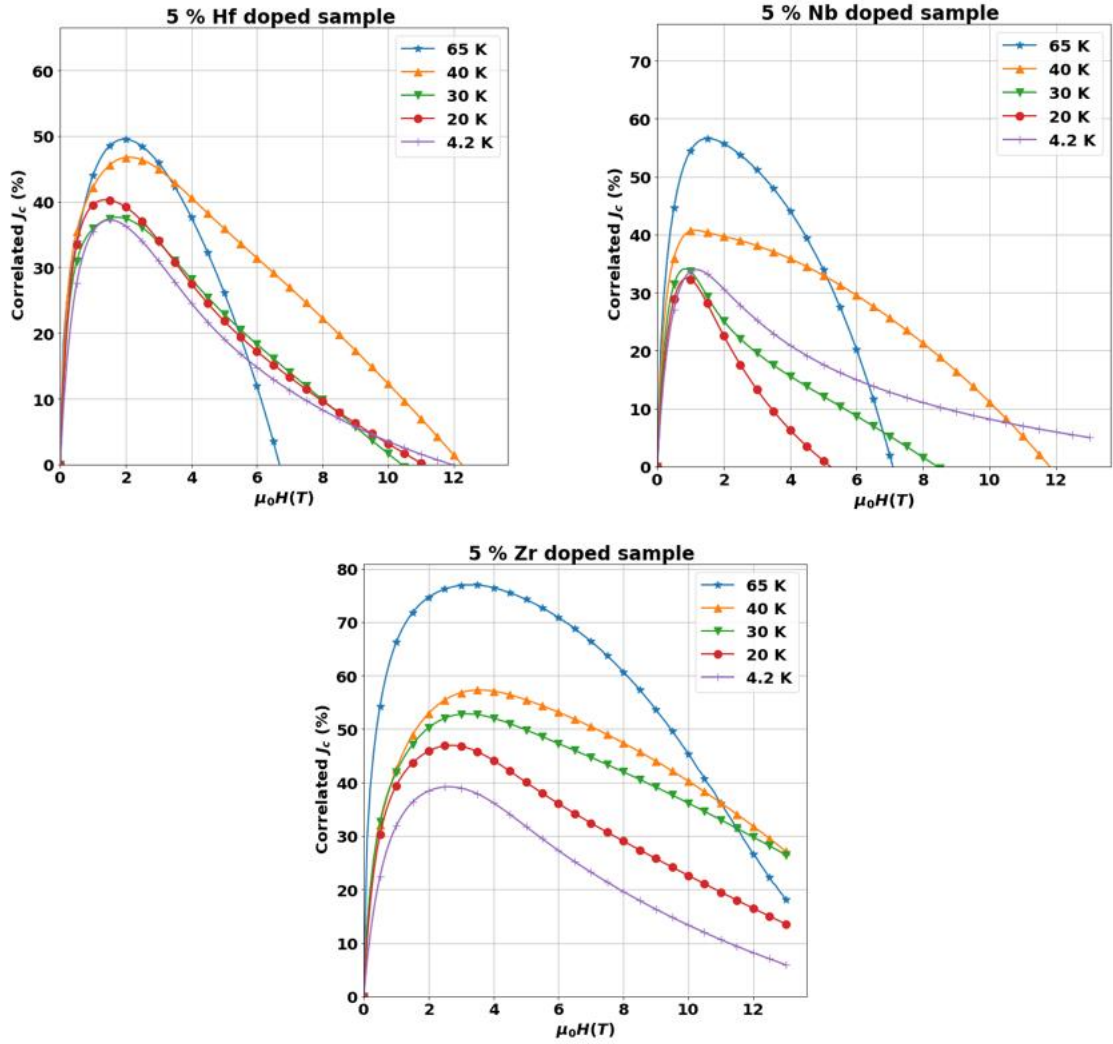 5 % Hf doped sample
Correlated J_c (%)
60
50
40
30
20
10
0
0 2 4 6 8 10 12
μ₀H(T)
65 K
40 K
30 K
20 K
4.2 K
5 % Nb doped sample
Correlated J_c (%)
70
60
50
40
30
20
10
0
0 2 4 6 8 10 12
μ₀H(T)
65 K
40 K
30 K
20 K
4.2 K
5 % Zr doped sample
Correlated J_c (%)
80
70
60
50
40
30
20
10
0
0 2 4 6 8 10 12
μ₀H(T)
65 K
40 K
30 K
20 K
4.2 K